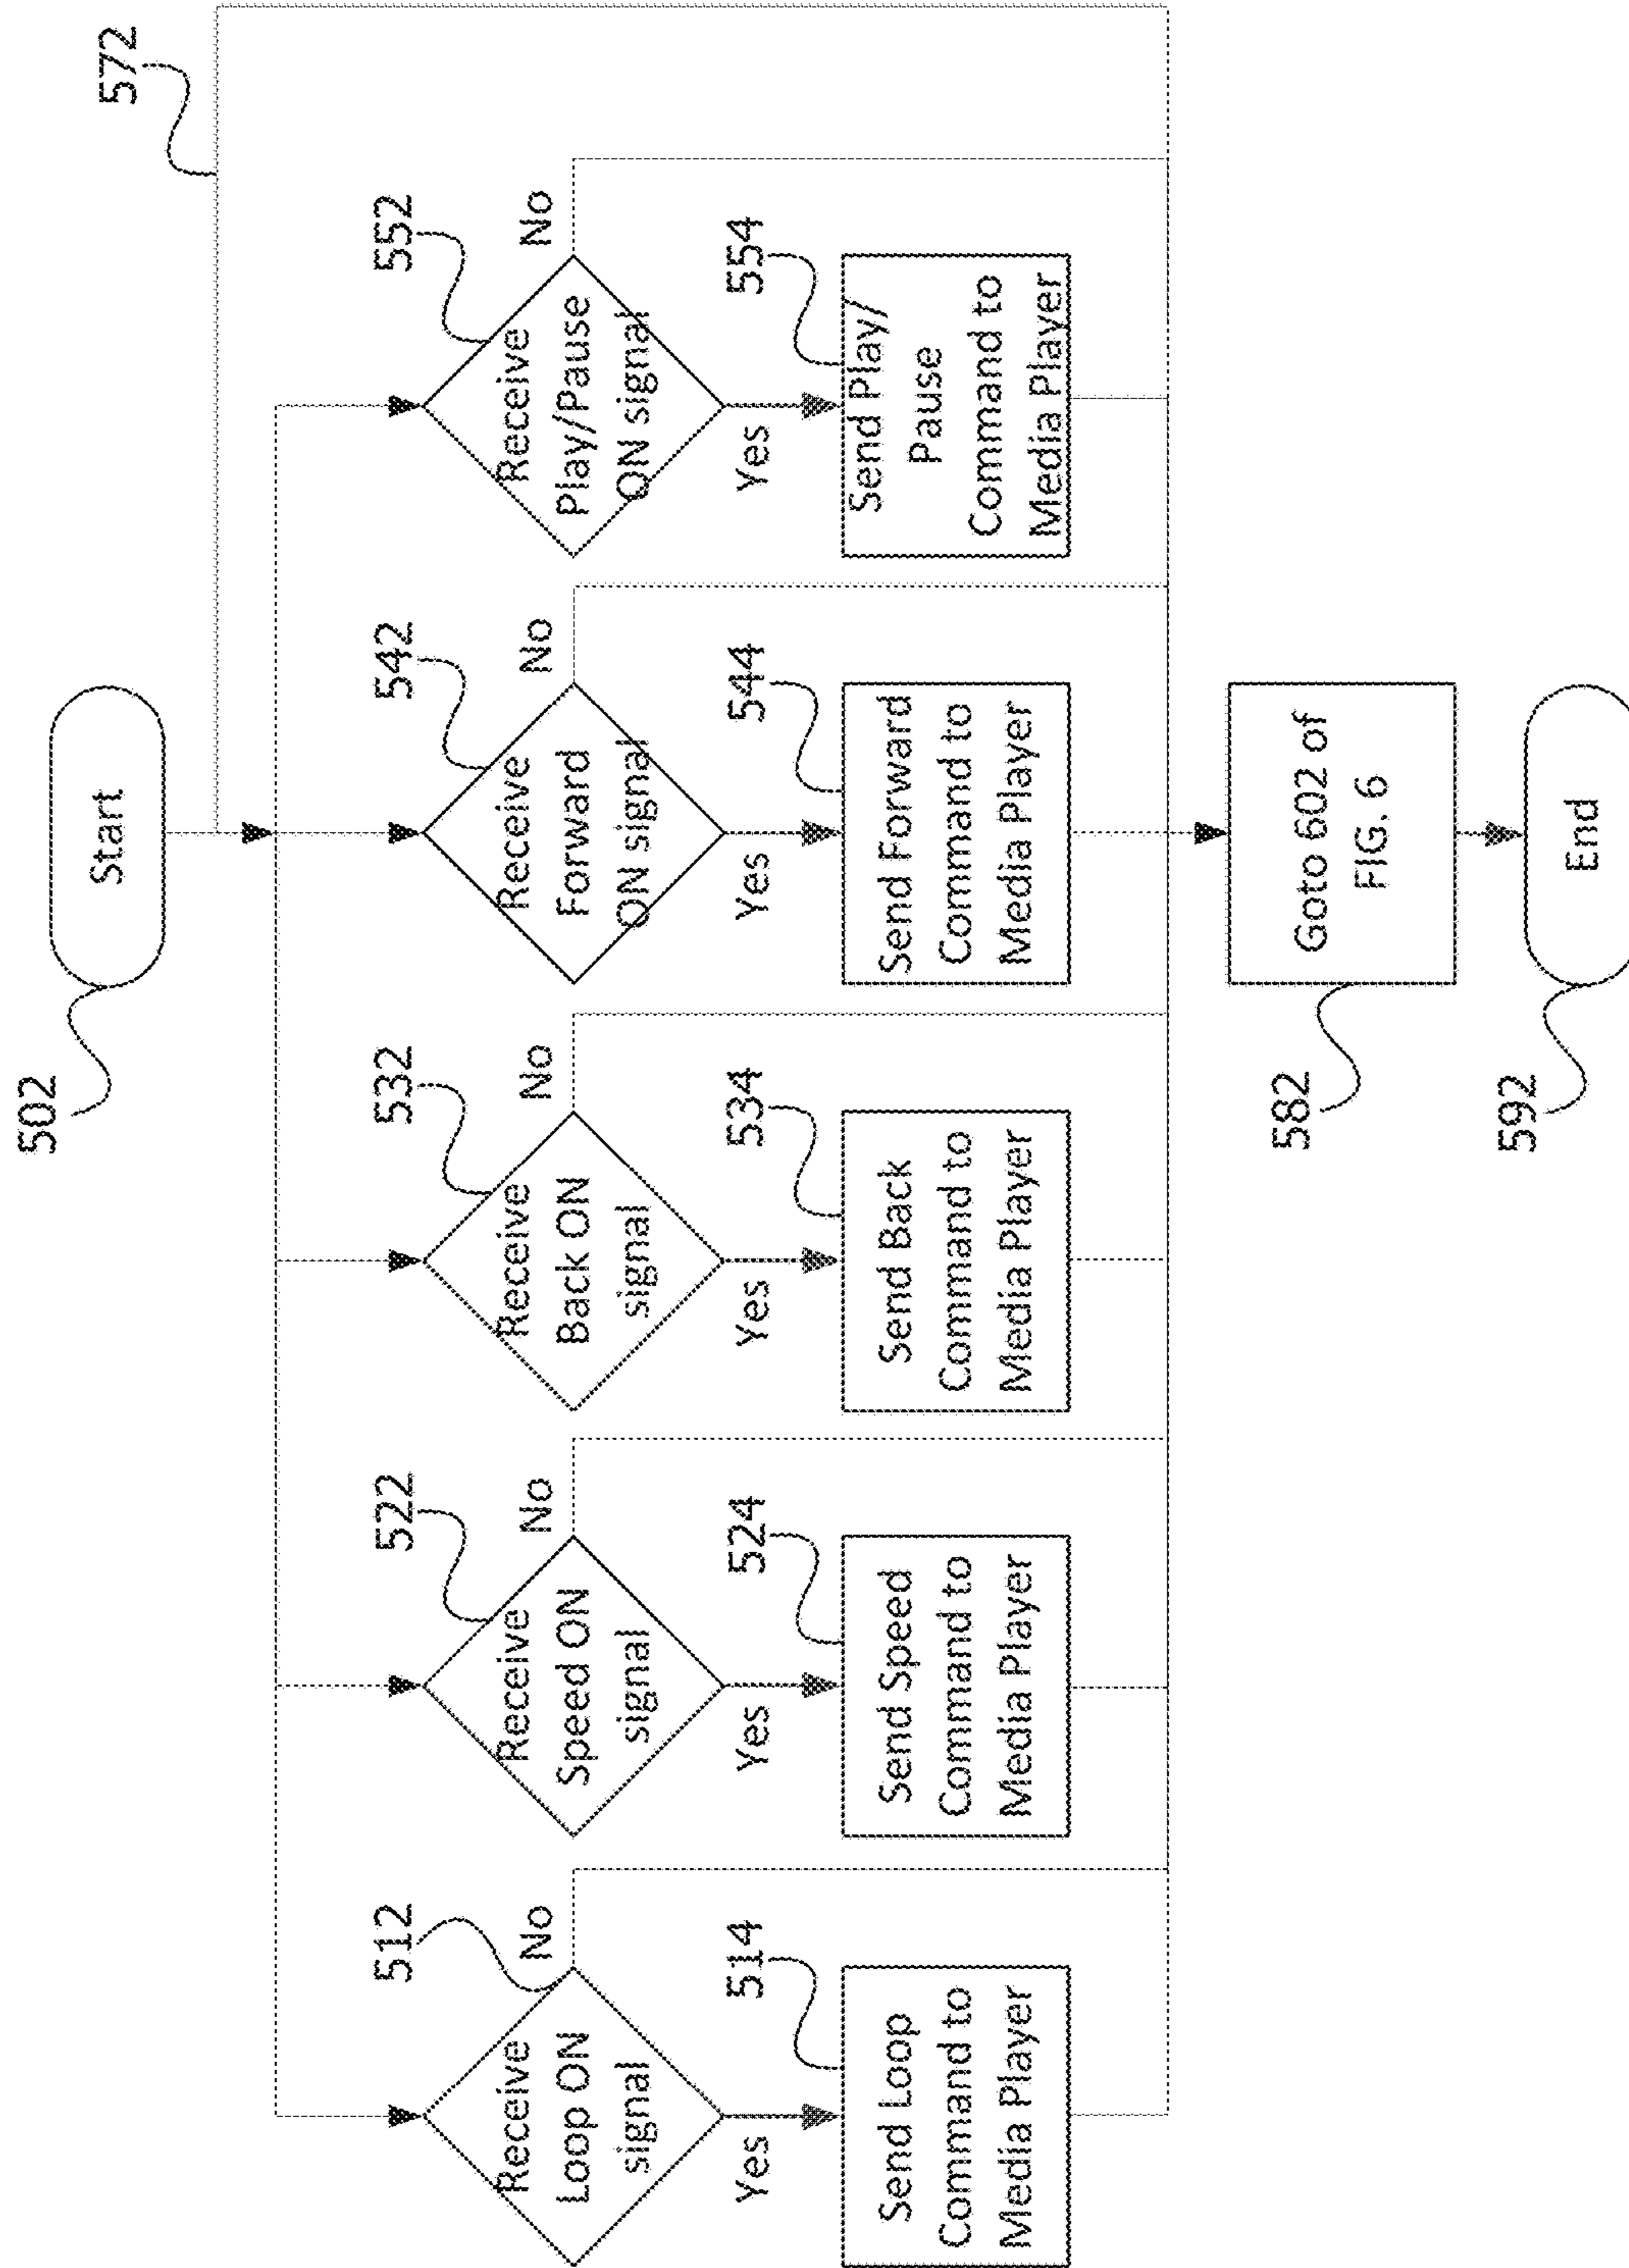 502
Start
572
512
Receive
Loop ON
signal
No
Yes
522
Receive
Speed ON
signal
No
Yes
532
Receive
Back ON
signal
No
Yes
542
Receive
Forward
ON signal
No
Yes
552
Receive
Play/Pause
ON signal
No
Yes
514
Send Loop
Command to
Media Player
524
Send Speed
Command to
Media Player
534
Send Back
Command to
Media Player
544
Send Forward
Command to
Media Player
554
Send Play/
Pause
Command to
Media Player
582
Goto 602 of
FIG. 6
592
End